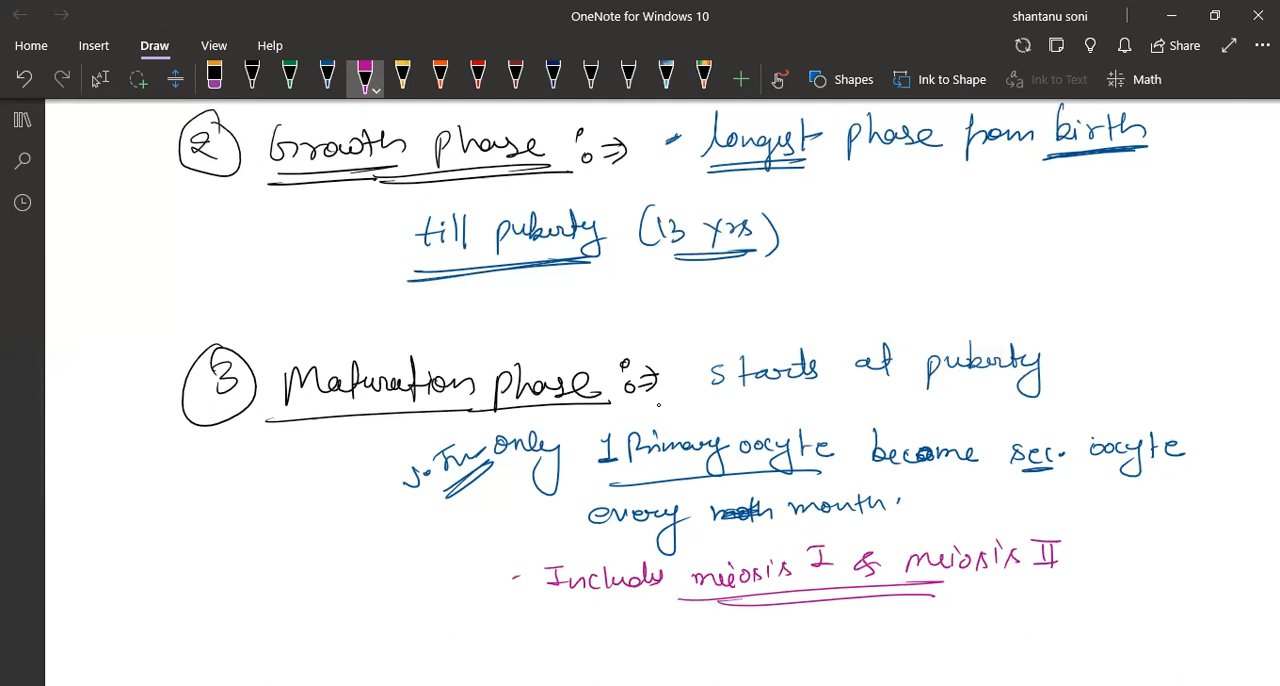 OneNote for Windows 10
shantanu soni
Home Insert Draw View Help
Share
Shapes Ink to Shape Ink to Text Math
2 Growth phase :⇒ · longest phase from birth
till puberty (13 yrs)
3 Maturation phase :⇒ starts at puberty
only 1 Primary oocyte become sec. oocyte
every month.
- Includs meiosis I & meiosis II